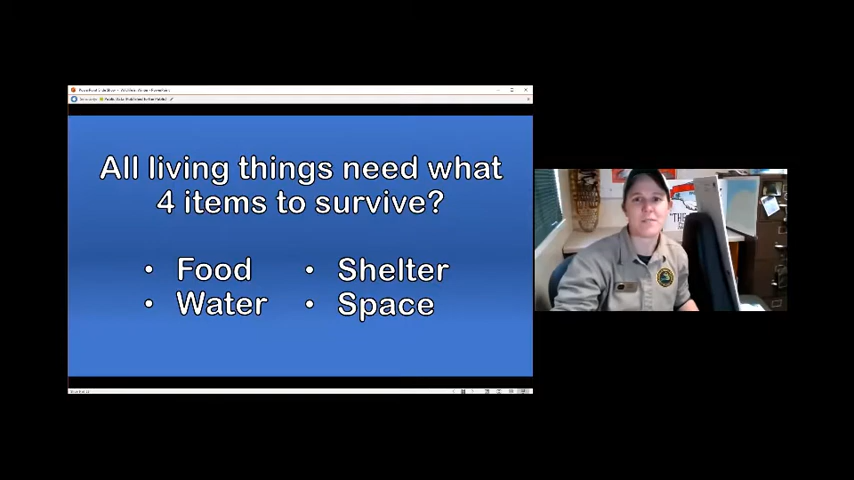 All living things need what
4 items to survive?
• Food
• Water
• Shelter
• Space